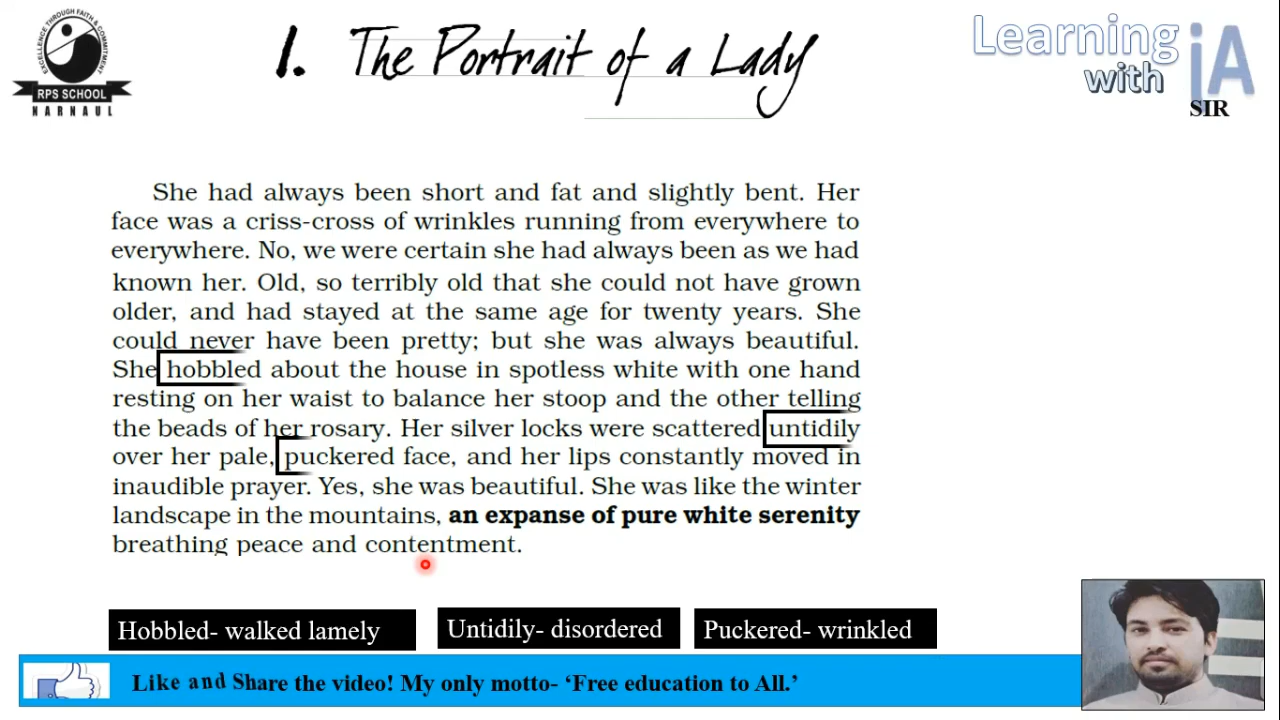 EXCELLENCE THROUGH FAITH & COMMITMENT
RPS SCHOOL
NARNAUL
1. The Portrait of a Lady
Learning
with iA
SIR
She had always been short and fat and slightly bent. Her
face was a criss-cross of wrinkles running from everywhere to
everywhere. No, we were certain she had always been as we had
known her. Old, so terribly old that she could not have grown
older, and had stayed at the same age for twenty years. She
could never have been pretty; but she was always beautiful.
She hobbled about the house in spotless white with one hand
resting on her waist to balance her stoop and the other telling
the beads of her rosary. Her silver locks were scattered untidily
over her pale, puckered face, and her lips constantly moved in
inaudible prayer. Yes, she was beautiful. She was like the winter
landscape in the mountains, an expanse of pure white serenity
breathing peace and contentment.
Hobbled- walked lamely
Untidily- disordered
Puckered- wrinkled
Like and Share the video! My only motto- ‘Free education to All.’